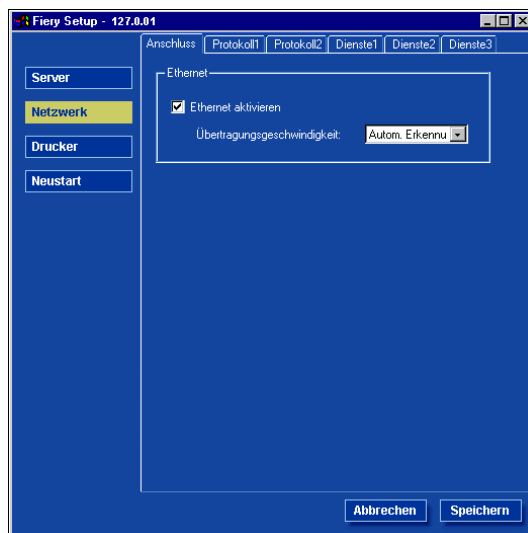 Fiery Setup - 127.0.01
Anschluss Protokoll1 Protokoll2 Dienste1 Dienste2 Dienste3
Server
Netzwerk
Drucker
Neustart
Ethernet
Ethernet aktivieren
Übertragungsgeschwindigkeit: Autom. Erkennu
Abbrechen Speichern